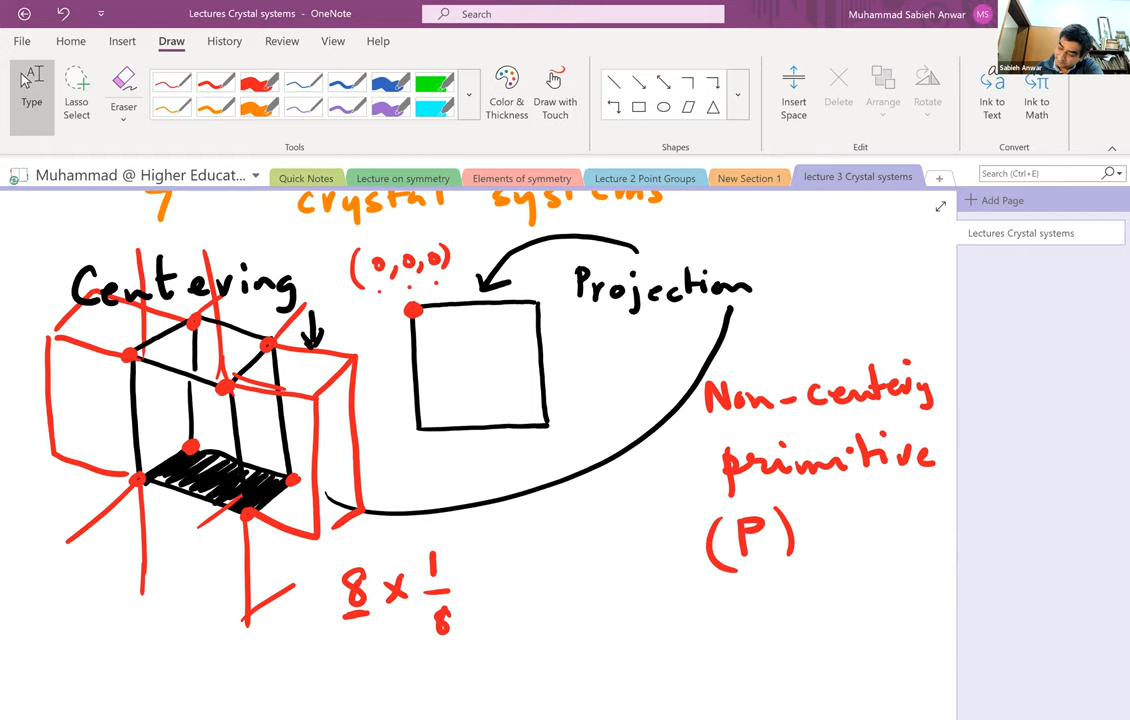 Lectures Crystal systems - OneNote
Search
Muhammad Sabieh Anwar
MS
File Home Insert Draw History Review View Help
Sabieh Anwar
Type
Lasso Select
Eraser
Color & Thickness
Draw with Touch
Insert Space
Delete
Arrange
Rotate
Ink to Text
Ink to Math
Tools
Shapes
Edit
Convert
Muhammad @ Higher Educat...
Quick Notes
Lecture on symmetry
Elements of symmetry
Lecture 2 Point Groups
New Section 1
lecture 3 Crystal systems
Search (Ctrl+E)
Add Page
Lectures Crystal systems
7 crystal systems
Centering
(0,0,0)
Projection
Non-centering
primitive
(P)
8 x 1/8